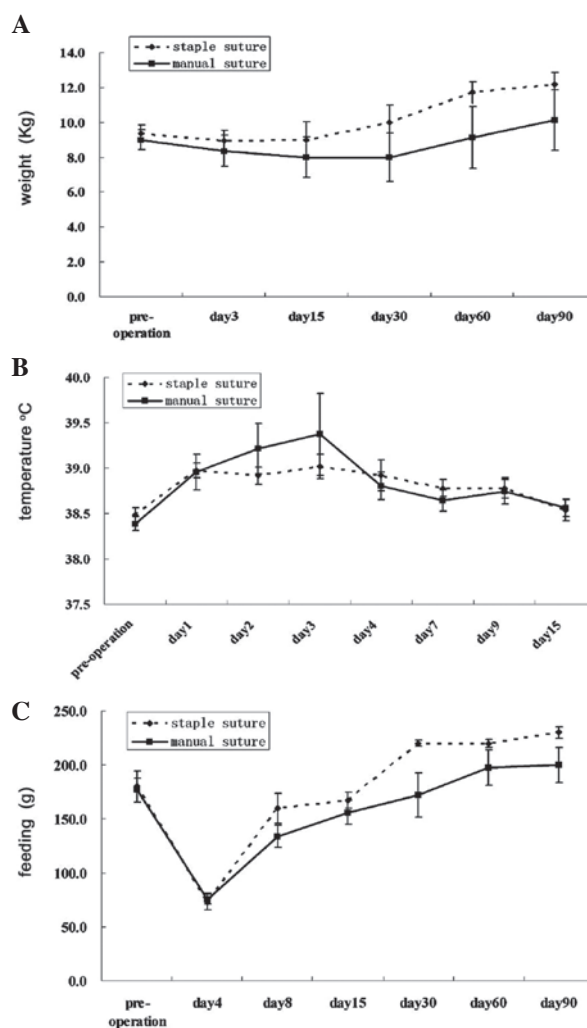 A
staple suture
manual suture
14.0
12.0
10.0
8.0
6.0
4.0
2.0
0.0
weight (Kg)
pre-operation day3 day15 day30 day60 day90
B
staple suture
manual suture
40.0
39.5
39.0
38.5
38.0
37.5
temperature °C
pre-operation day1 day2 day3 day4 day7 day9 day15
C
staple suture
manual suture
250.0
200.0
150.0
100.0
50.0
0.0
feeding (g)
pre-operation day4 day8 day15 day30 day60 day90